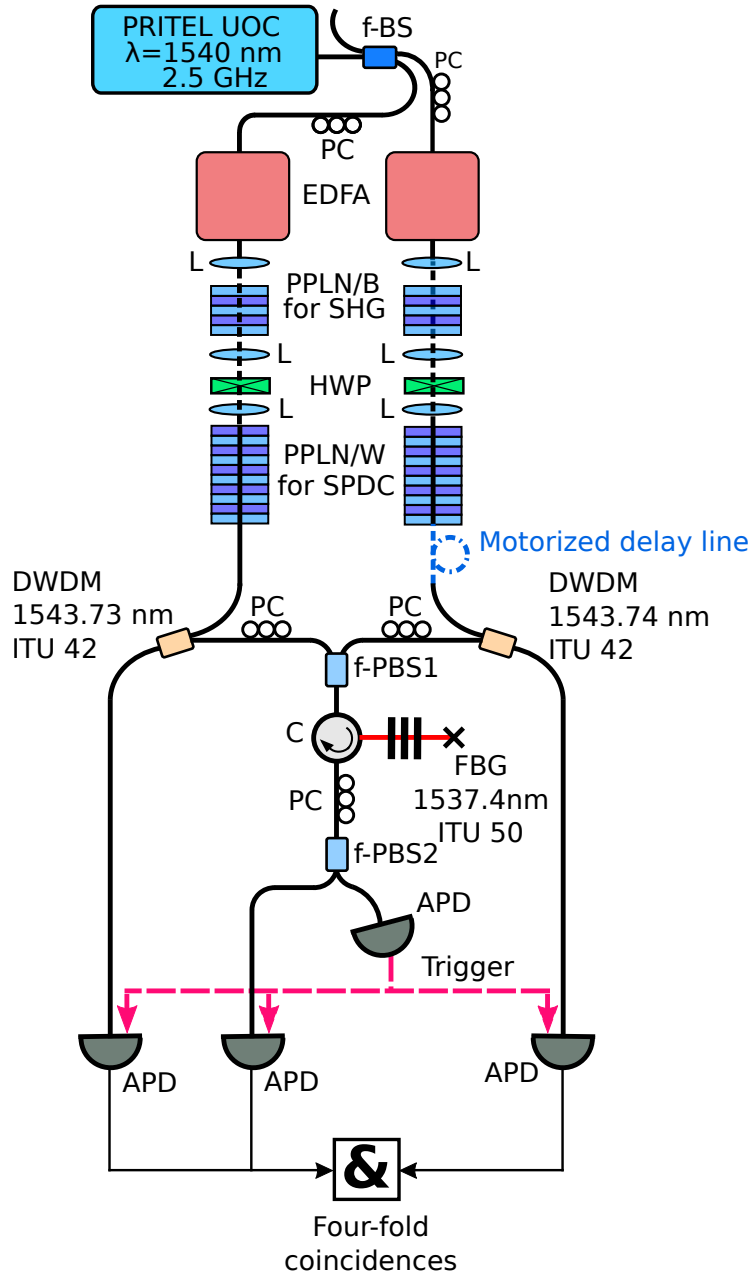 PRITEL UOC
λ=1540 nm
2.5 GHz
f-BS
PC
PC
EDFA
L
L
PPLN/B
for SHG
L
L
HWP
L
L
PPLN/W
for SPDC
Motorized delay line
DWDM
1543.73 nm
ITU 42
PC
PC
DWDM
1543.74 nm
ITU 42
f-PBS1
C
FBG
1537.4nm
ITU 50
PC
f-PBS2
APD
Trigger
APD
APD
APD
&
Four-fold
coincidences